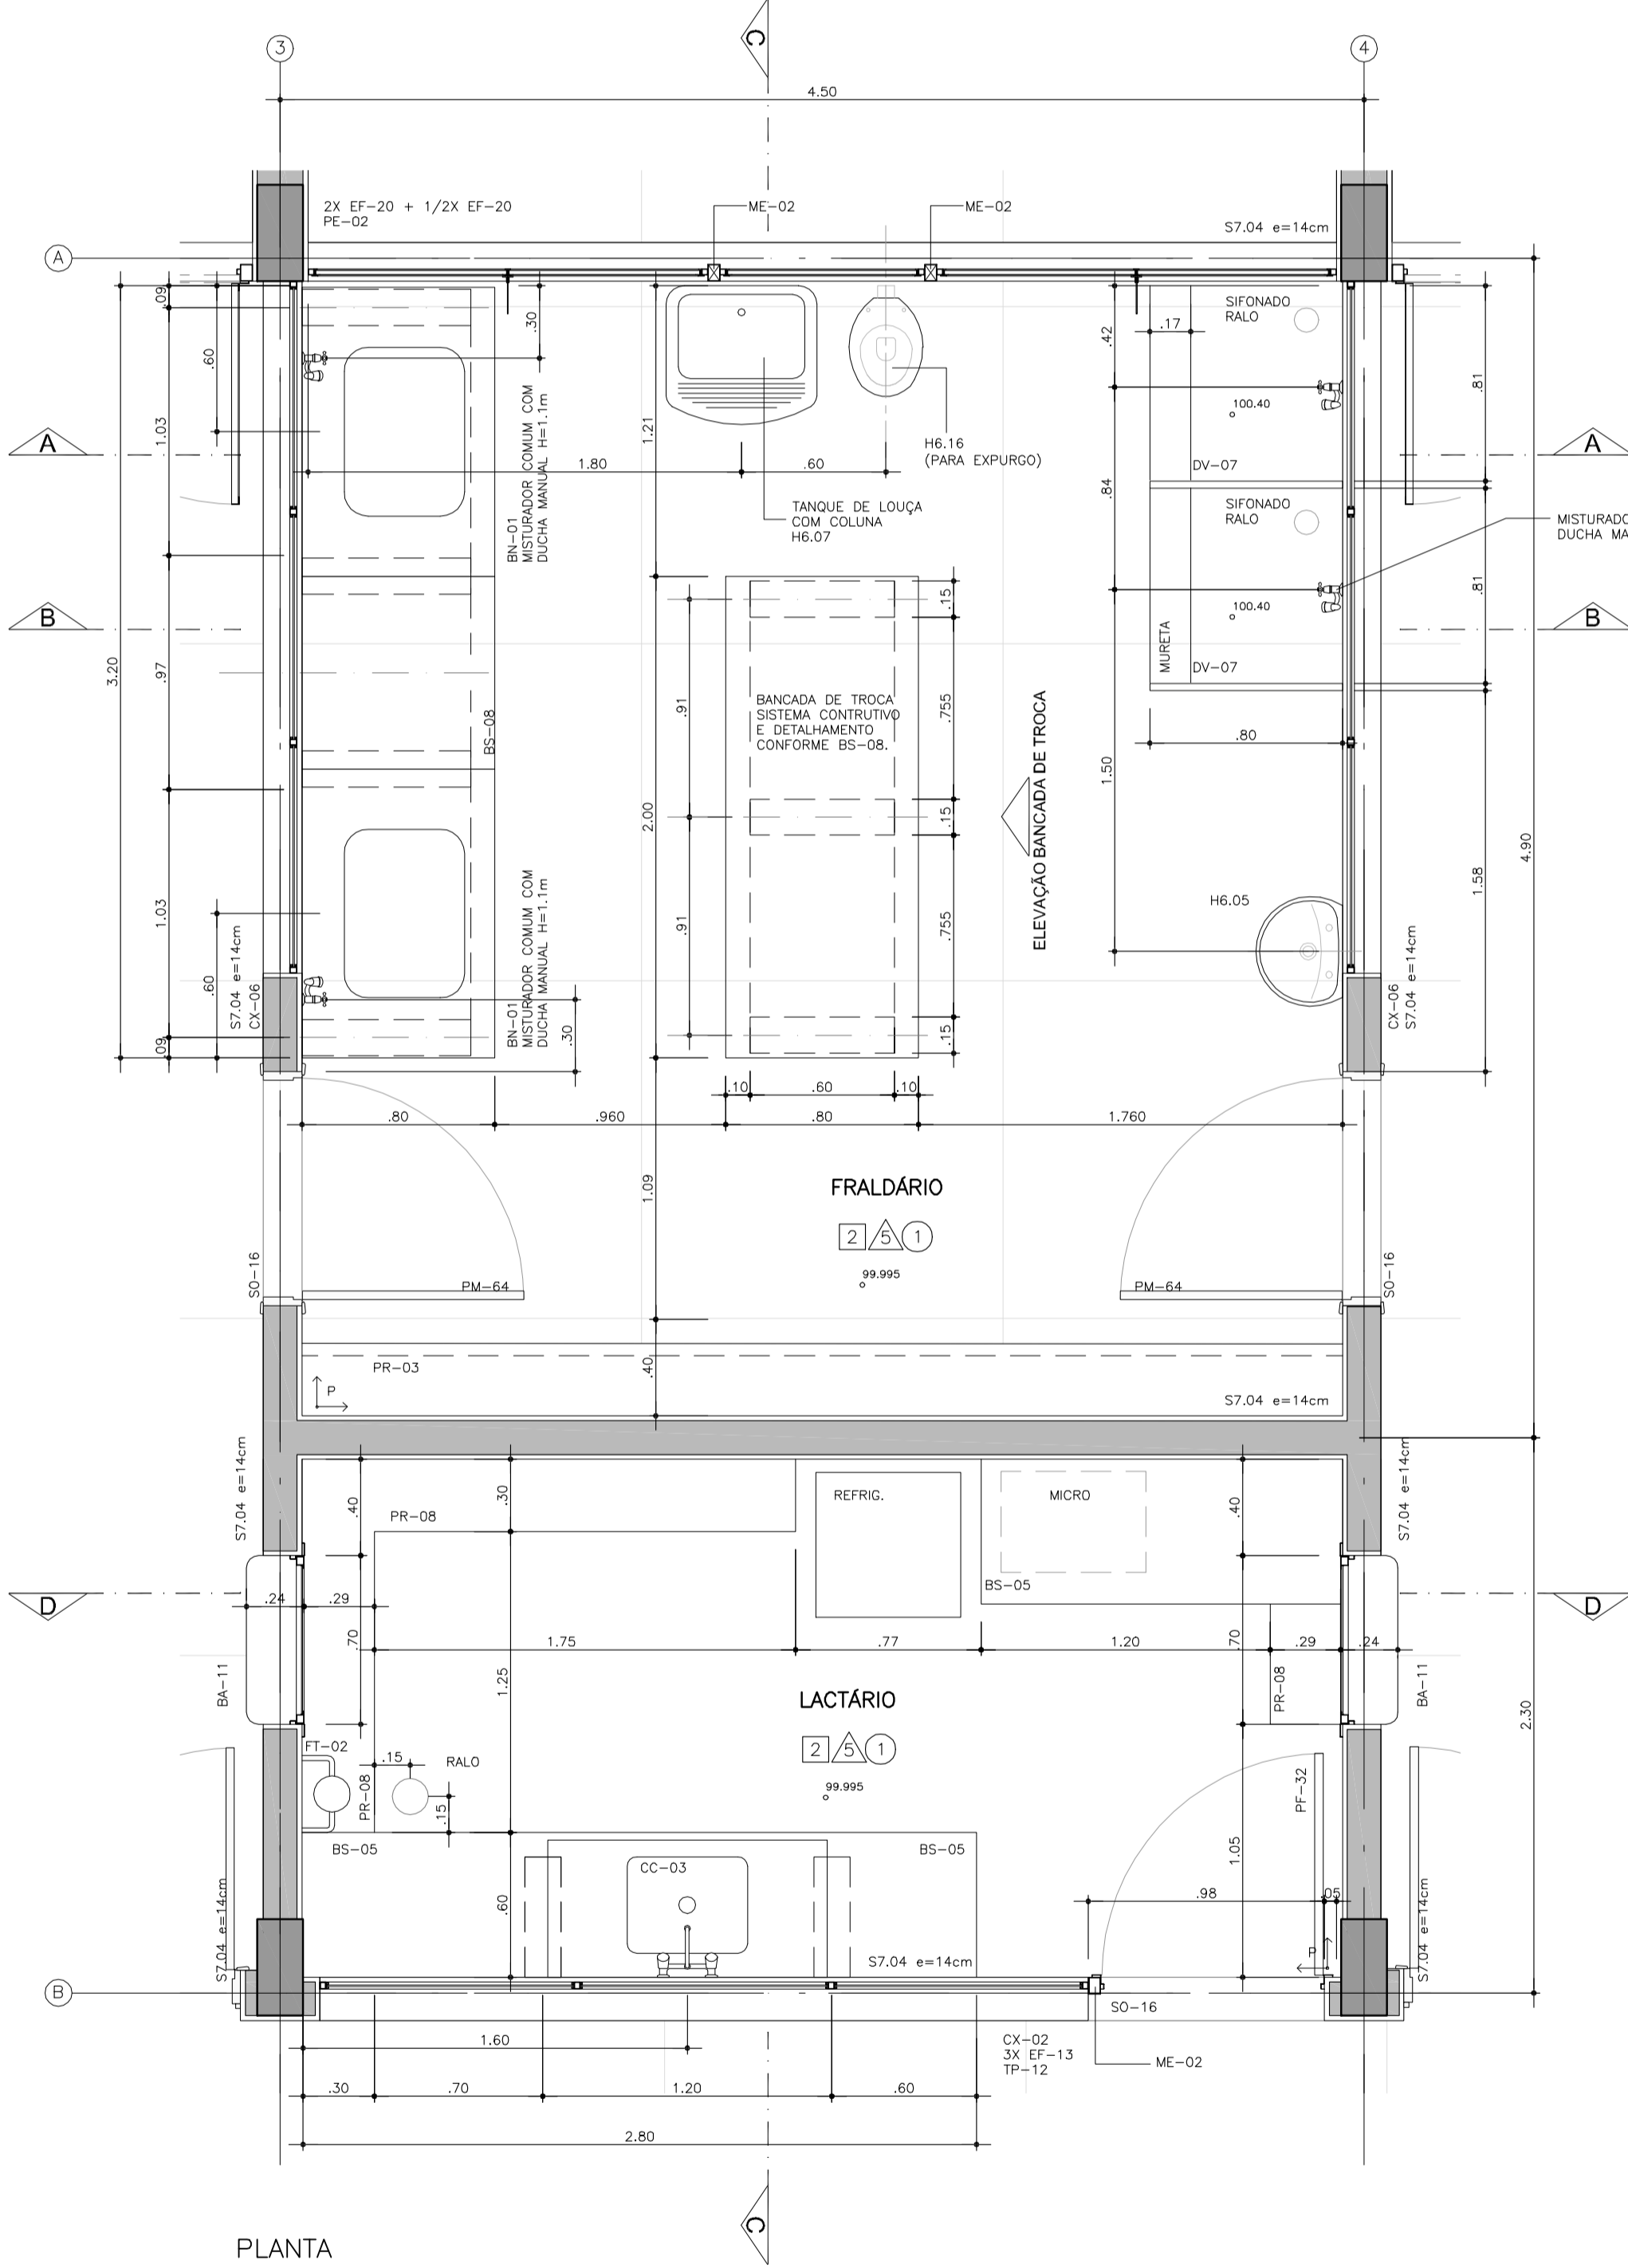 C
3
4
4.50
2X EF-20 + 1/2X EF-20
PE-02
ME-02
ME-02
S7.04 e=14cm
A
.09
.60
1.03
.97
1.03
.09
3.20
.60
.30
BN-01
MISTURADOR COMUM COM
DUCHA MANUAL H=1.1m
1.21
1.80
.60
TANQUE DE LOUÇA
COM COLUNA
H6.07
H6.16
(PARA EXPURGO)
.42
.17
SIFONADO
RALO
100.40
DV-07
.81
.84
SIFONADO
RALO
100.40
MURETA
DV-07
.81
MISTURADO
DUCHA MA
A
A
B
B
BS-08
2.00
.91
.91
BANCADA DE TROCA
SISTEMA CONTRUTIVO
E DETALHAMENTO
CONFORME BS-08.
.15
.755
.15
.755
.15
ELEVAÇÃO BANCADA DE TROCA
1.50
.80
1.58
4.90
H6.05
S7.04 e=14cm
CX-06
BN-01
MISTURADOR COMUM COM
DUCHA MANUAL H=1.1m
.30
CX-06
S7.04 e=14cm
.10
.60
.10
.80
.960
.80
1.760
1.09
FRALDÁRIO
2
5
1
99.995
SO-16
PM-64
PM-64
SO-16
.40
PR-03
P
S7.04 e=14cm
S7.04 e=14cm
S7.04 e=14cm
.40
.30
PR-08
REFRIG.
MICRO
.40
BS-05
D
D
.24
.29
.70
1.75
.77
1.20
.70
.29
.24
BA-11
1.25
PR-08
BA-11
2.30
LACTÁRIO
2
5
1
99.995
FT-02
PR-08
.15
RALO
.15
PF-32
1.05
BS-05
CC-03
BS-05
.60
.98
.05
S7.04 e=14cm
S7.04 e=14cm
P
S7.04 e=14cm
B
SO-16
1.60
CX-02
3X EF-13
TP-12
ME-02
.30
.70
1.20
.60
2.80
C
PLANTA